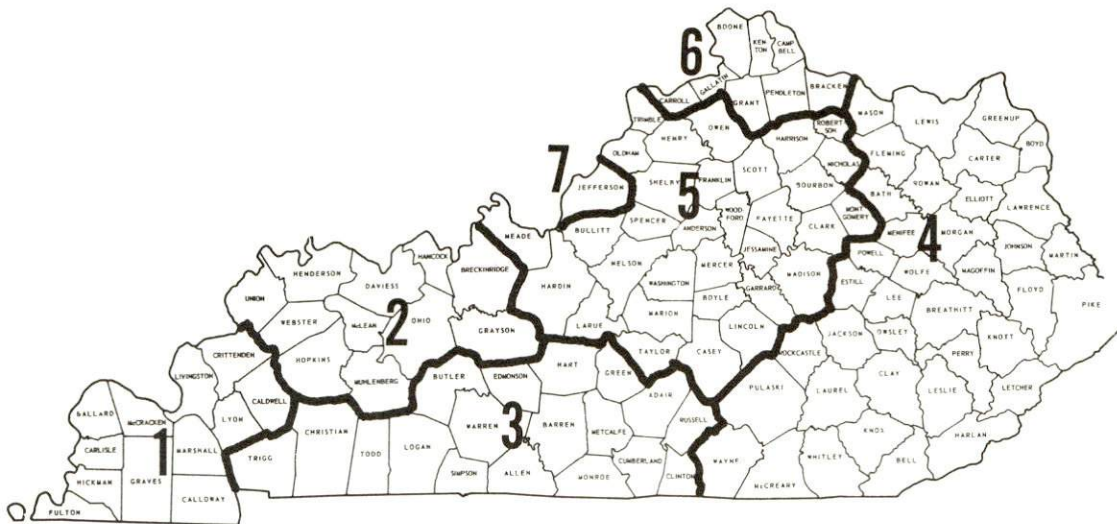 6
BOONE
KEN-
TON
CAMP
BELL
CARROLL
GALLATIN
GRANT
PENDLETON
BRACKEN
TRIMBLE
HENRY
OWEN
HARRISON
ROBERT
SON
MASON
LEWIS
GREENUP
OLDHAM
NICHOLAS
FLEMING
CARTER
BOYD
7
JEFFERSON
SHELBY
5
FRANKLIN
SCOTT
BOURBON
BATH
ROWAN
ELLIOTT
LAWRENCE
MEADE
BULLITT
SPENCER
ANDERSON
WOOD-
FORD
FAYETTE
CLARK
MONT
GOMERY
MENIFEE
4
MORGAN
JOHNSON
MARTIN
HANCOCK
BRECKINRIDGE
NELSON
MERCER
JESSAMINE
MADISON
POWELL
WOLFE
MAGOFFIN
HENDERSON
DAVIESS
HARDIN
WASHINGTON
BOYLE
GARRARD
ESTILL
LEE
BREATHITT
FLOYD
PIKE
UNION
WEBSTER
McLEAN
2
OHIO
GRAYSON
LARUE
MARION
LINCOLN
JACKSON
OWSLEY
PERRY
KNOTT
CRITTENDEN
HOPKINS
MUHLENBERG
BUTLER
EDMONSON
HART
GREEN
TAYLOR
CASEY
ROCKCASTLE
CLAY
LESLIE
LETCHER
LIVINGSTON
CALDWELL
LYON
WARREN
3
BARREN
METCALFE
ADAIR
RUSSELL
PULASKI
LAUREL
KNOX
HARLAN
BALLARD
McCRACKEN
CARLISLE
1
MARSHALL
TRIGG
CHRISTIAN
TODD
LOGAN
SIMPSON
ALLEN
MONROE
CUMBERLAND
CLINTON
WAYNE
McCREARY
WHITLEY
BELL
HICKMAN
GRAVES
CALLOWAY
FULTON